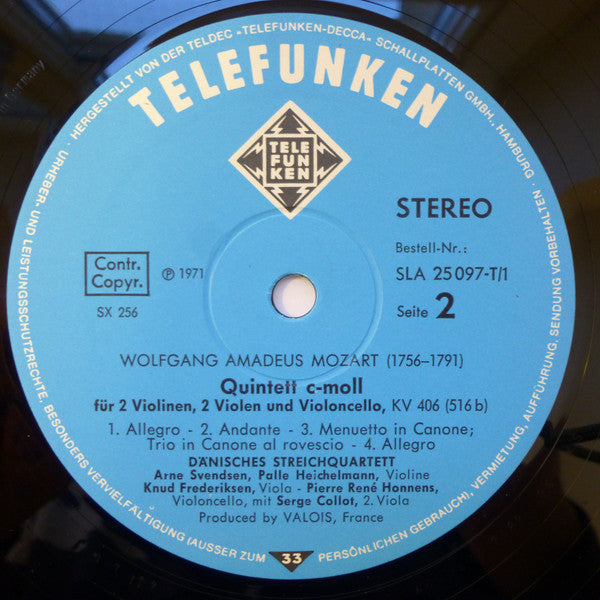 HERGESTELLT VON DER TELDEC »TELEFUNKEN-DECCA« SCHALLPLATTEN GMBH., HAMBURG · URHEBER- UND LEISTUNGSSCHUTZRECHTE, BESONDERS VERVIELFÄLTIGUNG (AUSSER ZUM PERSÖNLICHEN GEBRAUCH), VERMIETUNG, AUFFÜHRUNG, SENDUNG VORBEHALTEN ·
TELEFUNKEN
TELE
FUN
KEN
STEREO
Bestell-Nr.:
SLA 25 097-T/1
Seite 2
Contr.
Copyr.
℗ 1971
SX 256
WOLFGANG AMADEUS MOZART (1756–1791)
Quintett c-moll
für 2 Violinen, 2 Violen und Violoncello, KV 406 (516 b)
1. Allegro - 2. Andante - 3. Menuetto in Canone;
Trio in Canone al rovescio - 4. Allegro
DÄNISCHES STREICHQUARTETT
Arne Svendsen, Palle Heichelmann, Violine
Knud Frederiksen, Viola - Pierre René Honnens,
Violoncello, mit Serge Collot, 2. Viola
Produced by VALOIS, France
33
in Germany